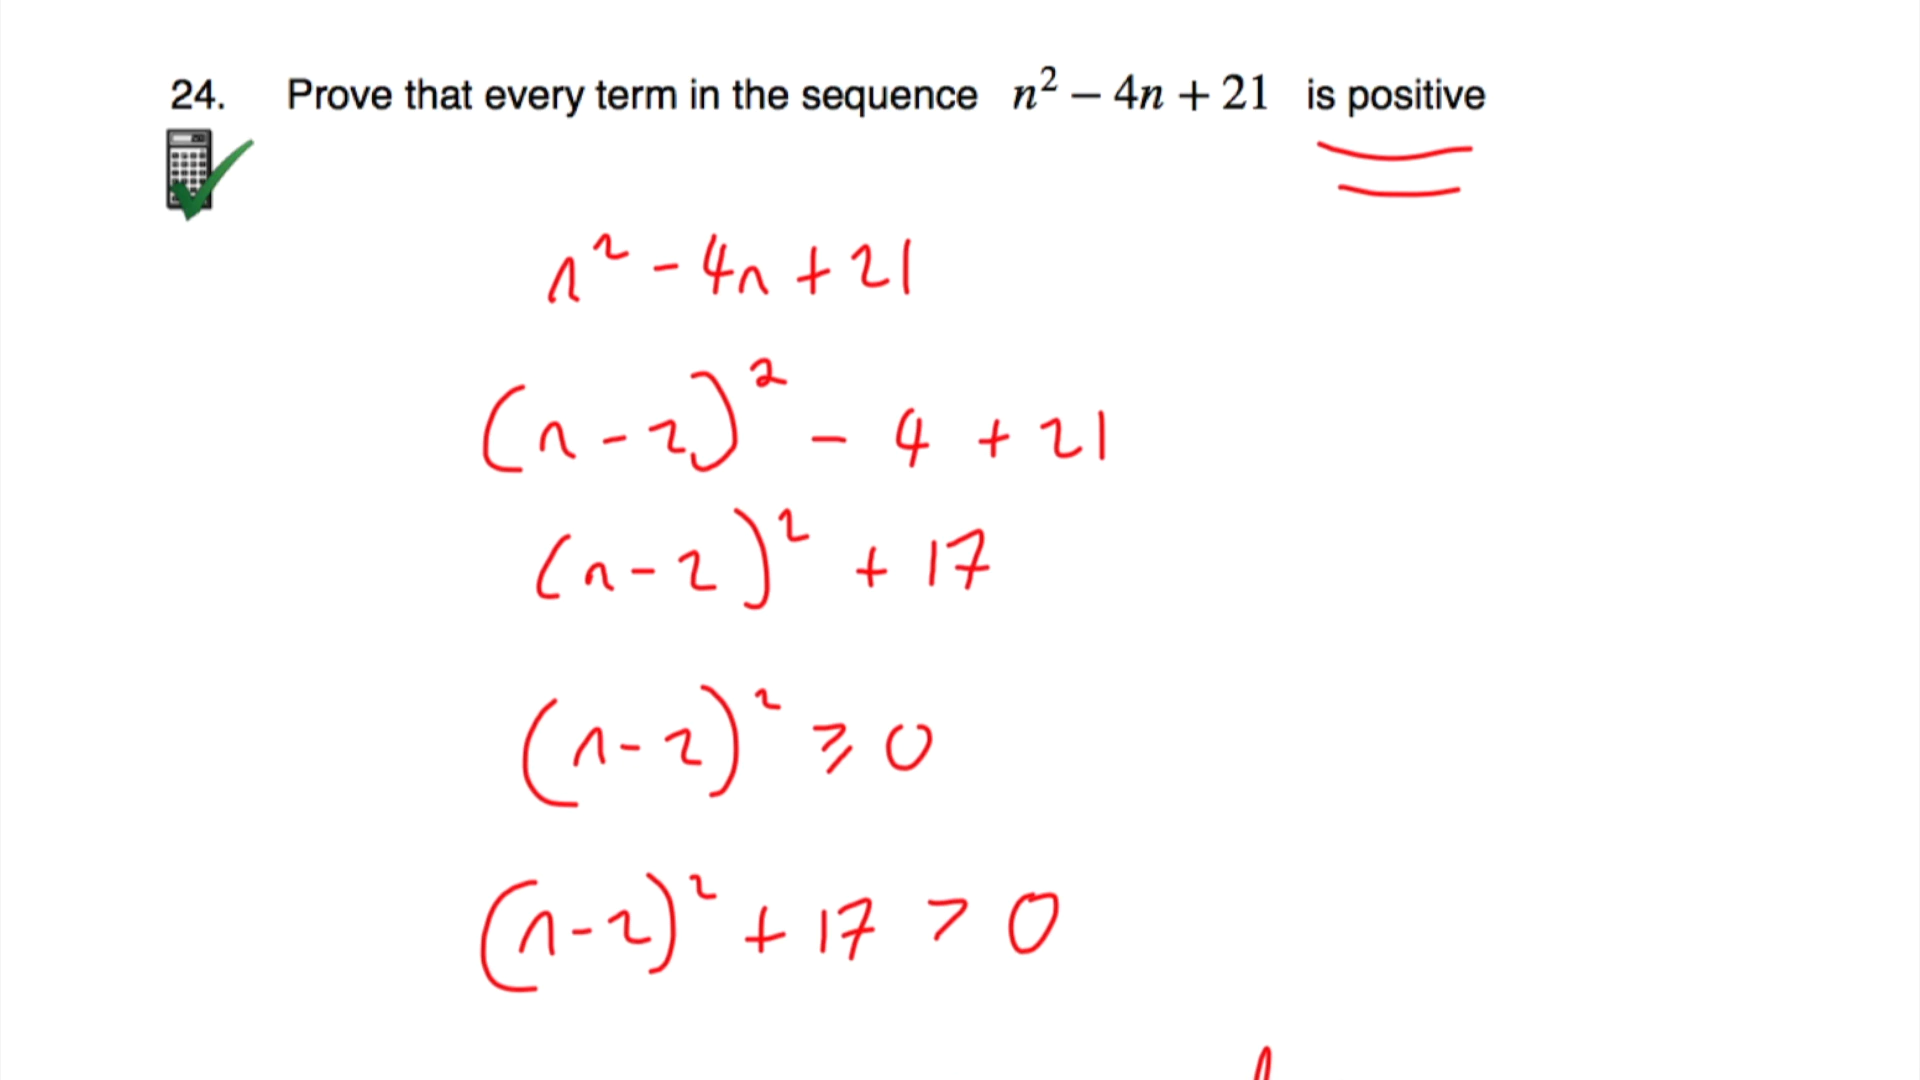 24. Prove that every term in the sequence n² – 4n + 21 is positive
n² - 4n + 21
(n - 2)² - 4 + 21
(n - 2)² + 17
(n - 2)² ⩾ 0
(n - 2)² + 17 > 0